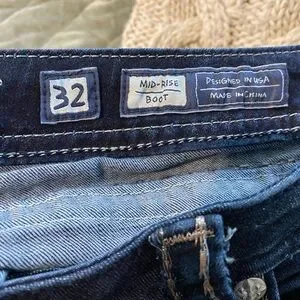 32
MID-RISE
BOOT
DESIGNED IN USA
MADE IN CHINA